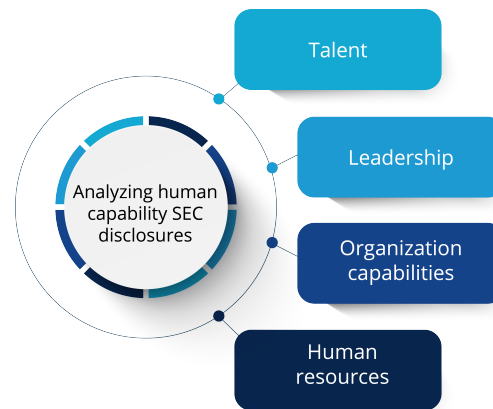 Talent
Leadership
Analyzing human
capability SEC
disclosures
Organization
capabilities
Human
resources